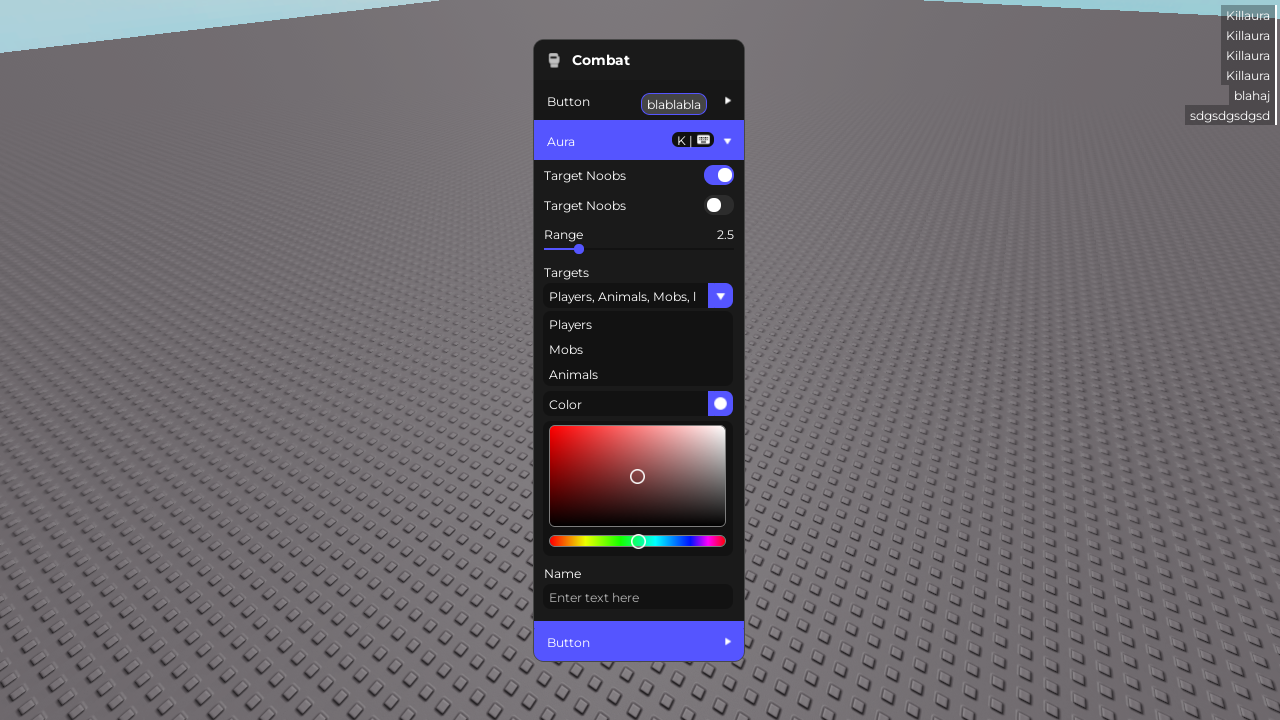 Combat
Button
blablabla
Aura
K |
Target Noobs
Target Noobs
Range
2.5
Targets
Players, Animals, Mobs, I
Players
Mobs
Animals
Color
Name
Enter text here
Button
Killaura
Killaura
Killaura
Killaura
blahaj
sdgsdgsdgsd